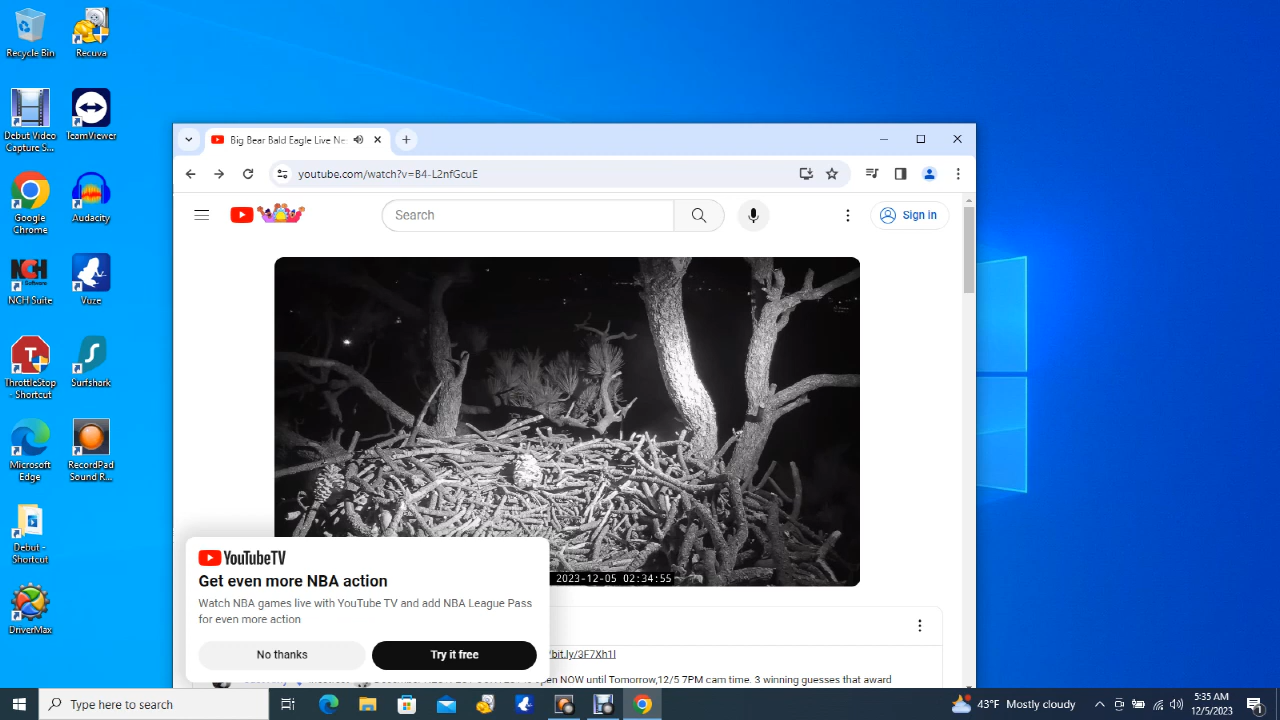 Recycle Bin
Recuva
Debut Video
Capture S...
TeamViewer
Google
Chrome
Audacity
NCH
Software
NCH Suite
Vuze
T
ThrottleStop
- Shortcut
Surfshark
Microsoft
Edge
RecordPad
Sound R...
Debut -
Shortcut
DriverMax
Big Bear Bald Eagle Live Ne
youtube.com/watch?v=B4-L2nfGcuE
Search
Sign in
2023-12-05 02:34:55
YouTubeTV
Get even more NBA action
Watch NBA games live with YouTube TV and add NBA League Pass
for even more action
No thanks
Try it free
bit.ly/3F7Xh1I
NOW until Tomorrow,12/5 7PM cam time. 3 winning guesses that award
Type here to search
43°F Mostly cloudy
5:35 AM
12/5/2023
1